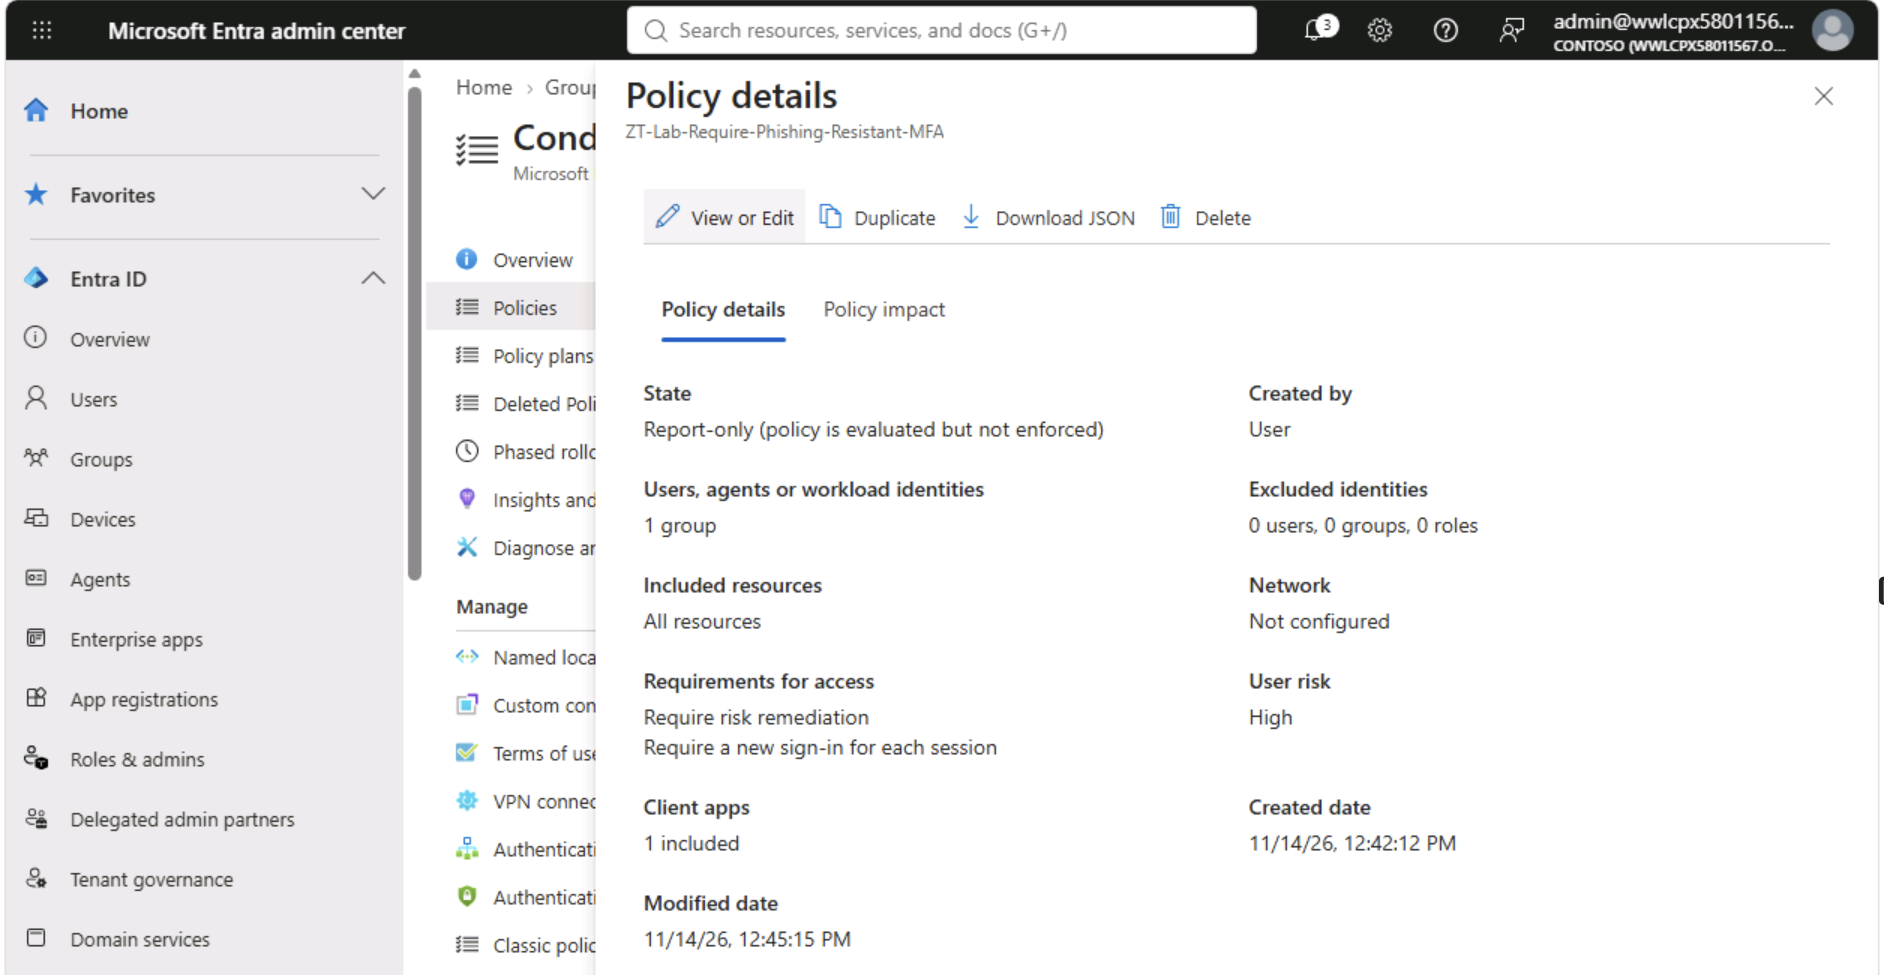 Microsoft Entra admin center
Search resources, services, and docs (G+/)
3
admin@wwlcpx5801156...
CONTOSO (WWLCPX58011567.O...
Home
Favorites
Entra ID
Overview
Users
Groups
Devices
Agents
Enterprise apps
App registrations
Roles & admins
Delegated admin partners
Tenant governance
Domain services
Home > Grou
Cond
Microsoft
Overview
Policies
Policy plans
Deleted Poli
Phased rollo
Insights and
Diagnose an
Manage
Named loca
Custom con
Terms of use
VPN connec
Authenticati
Authenticati
Classic polic
Policy details
ZT-Lab-Require-Phishing-Resistant-MFA
View or Edit
Duplicate
Download JSON
Delete
Policy details
Policy impact
State
Report-only (policy is evaluated but not enforced)
Created by
User
Users, agents or workload identities
1 group
Excluded identities
0 users, 0 groups, 0 roles
Included resources
All resources
Network
Not configured
Requirements for access
Require risk remediation
Require a new sign-in for each session
User risk
High
Client apps
1 included
Created date
11/14/26, 12:42:12 PM
Modified date
11/14/26, 12:45:15 PM